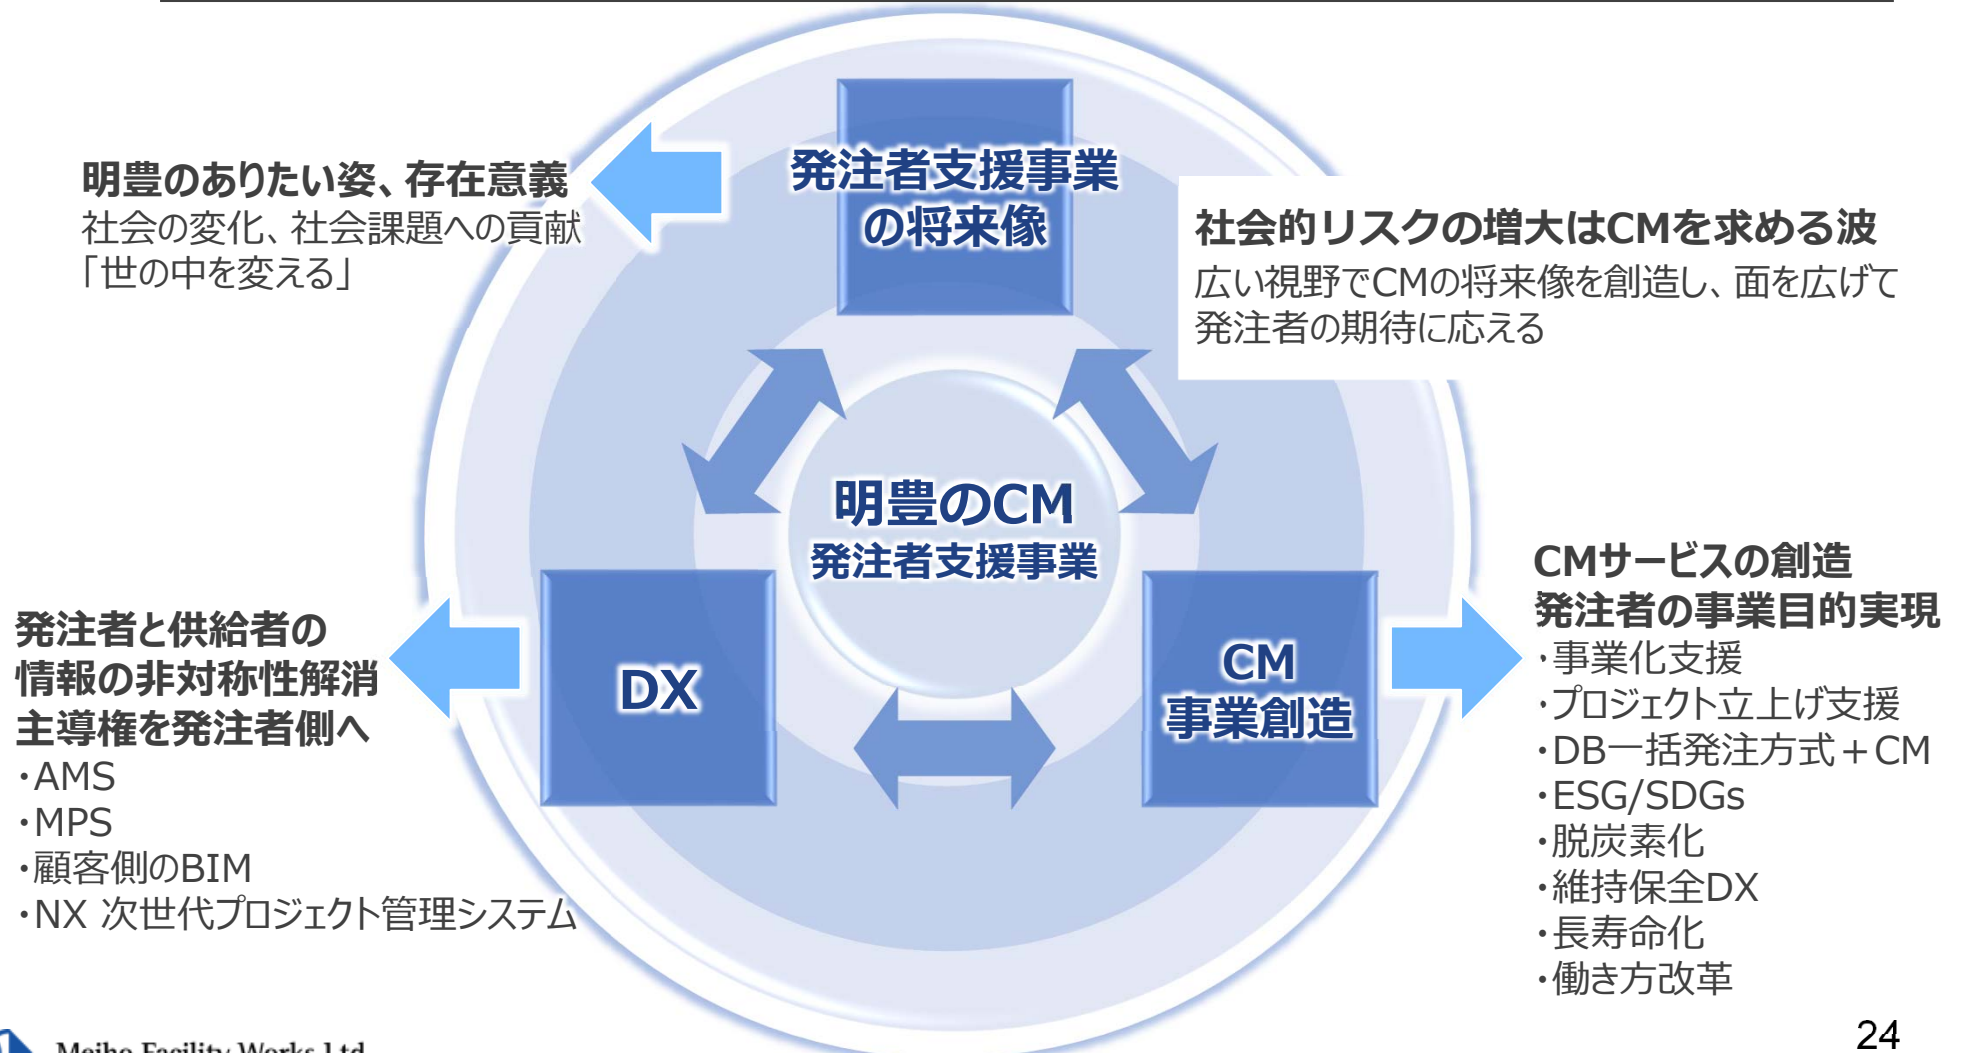 発注者支援事業
の将来像
明豊のありたい姿、存在意義
社会の変化、社会課題への貢献
「世の中を変える」
社会的リスクの増大はCMを求める波
広い視野でCMの将来像を創造し、面を広げて
発注者の期待に応える
明豊のCM
発注者支援事業
発注者と供給者の
情報の非対称性解消
主導権を発注者側へ
・AMS
・MPS
・顧客側のBIM
・NX 次世代プロジェクト管理システム
DX
CM
事業創造
CMサービスの創造
発注者の事業目的実現
・事業化支援
・プロジェクト立上げ支援
・DB一括発注方式+CM
・ESG/SDGs
・脱炭素化
・維持保全DX
・長寿命化
・働き方改革
Meiho Facility Works Ltd
24